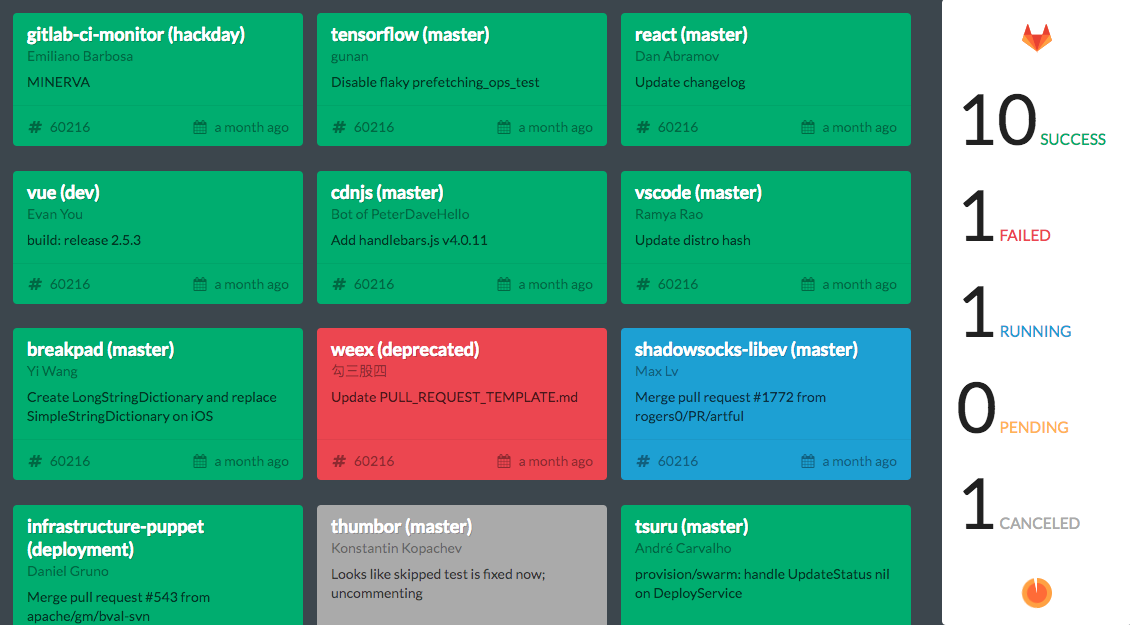 gitlab-ci-monitor (hackday)
Emiliano Barbosa
MINERVA
# 60216 a month ago
tensorflow (master)
gunan
Disable flaky prefetching_ops_test
# 60216 a month ago
react (master)
Dan Abramov
Update changelog
# 60216 a month ago
vue (dev)
Evan You
build: release 2.5.3
# 60216 a month ago
cdnjs (master)
Bot of PeterDaveHello
Add handlebars.js v4.0.11
# 60216 a month ago
vscode (master)
Ramya Rao
Update distro hash
# 60216 a month ago
breakpad (master)
Yi Wang
Create LongStringDictionary and replace
SimpleStringDictionary on iOS
# 60216 a month ago
weex (deprecated)
勾三股四
Update PULL_REQUEST_TEMPLATE.md
# 60216 a month ago
shadowsocks-libev (master)
Max Lv
Merge pull request #1772 from
rogers0/PR/artful
# 60216 a month ago
infrastructure-puppet
(deployment)
Daniel Gruno
Merge pull request #543 from
apache/gm/bval-svn
thumbor (master)
Konstantin Kopachev
Looks like skipped test is fixed now;
uncommenting
tsuru (master)
André Carvalho
provision/swarm: handle UpdateStatus nil
on DeployService
10 SUCCESS
1 FAILED
1 RUNNING
0 PENDING
1 CANCELED